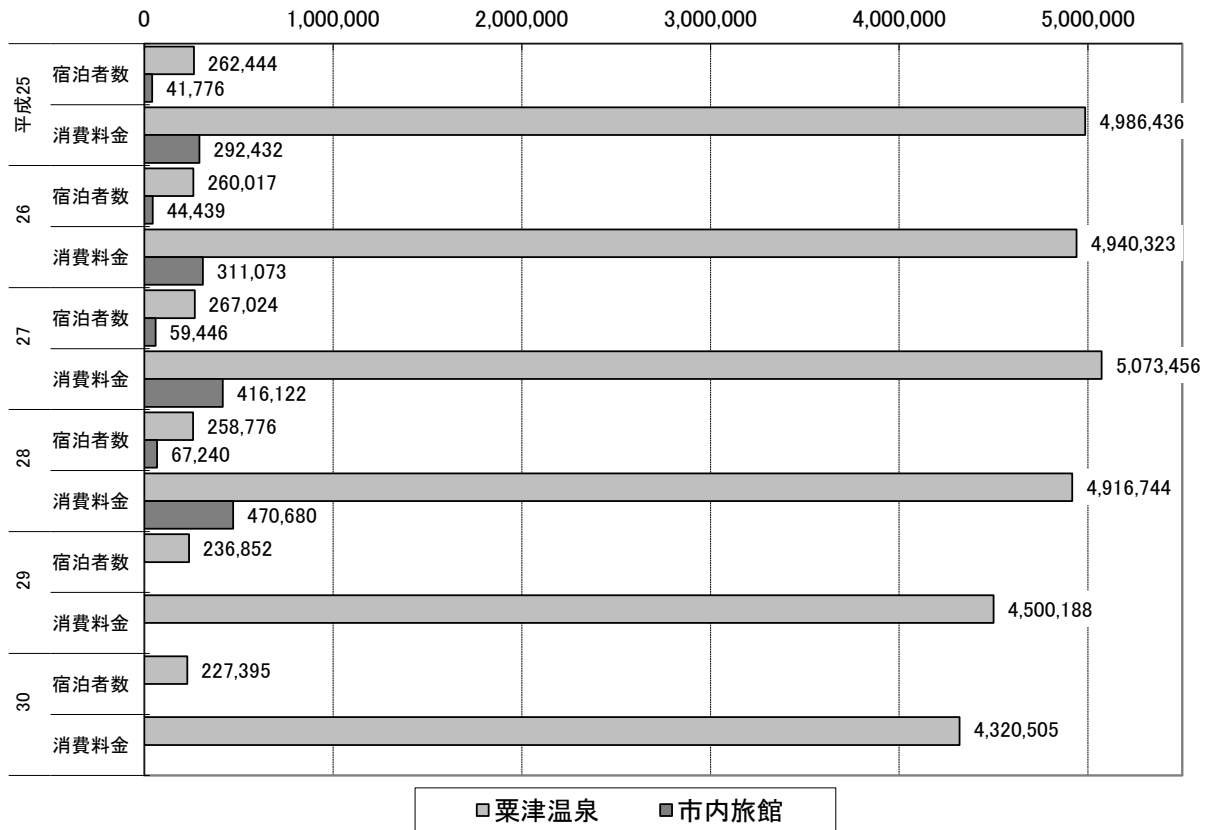 0 1,000,000 2,000,000 3,000,000 4,000,000 5,000,000
平成25
宿泊者数
262,444
41,776
消費料金
4,986,436
292,432
26
宿泊者数
260,017
44,439
消費料金
4,940,323
311,073
27
宿泊者数
267,024
59,446
消費料金
5,073,456
416,122
28
宿泊者数
258,776
67,240
消費料金
4,916,744
470,680
29
宿泊者数
236,852
消費料金
4,500,188
30
宿泊者数
227,395
消費料金
4,320,505
粟津温泉 市内旅館